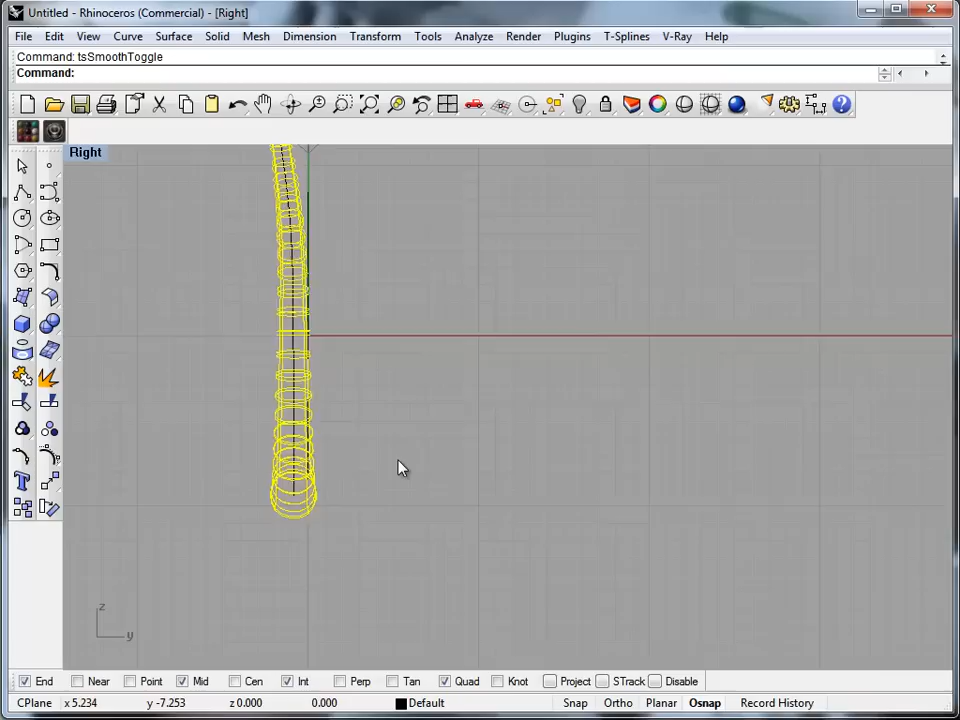 Untitled - Rhinoceros (Commercial) - [Right]
File Edit View Curve Surface Solid Mesh Dimension Transform Tools Analyze Render Plugins T-Splines V-Ray Help
Command: tsSmoothToggle
Command:
Right
z
y
End Near Point Mid Cen Int Perp Tan Quad Knot Project STrack Disable
CPlane x 5.234 y -7.253 z 0.000 0.000 Default Snap Ortho Planar Osnap Record History